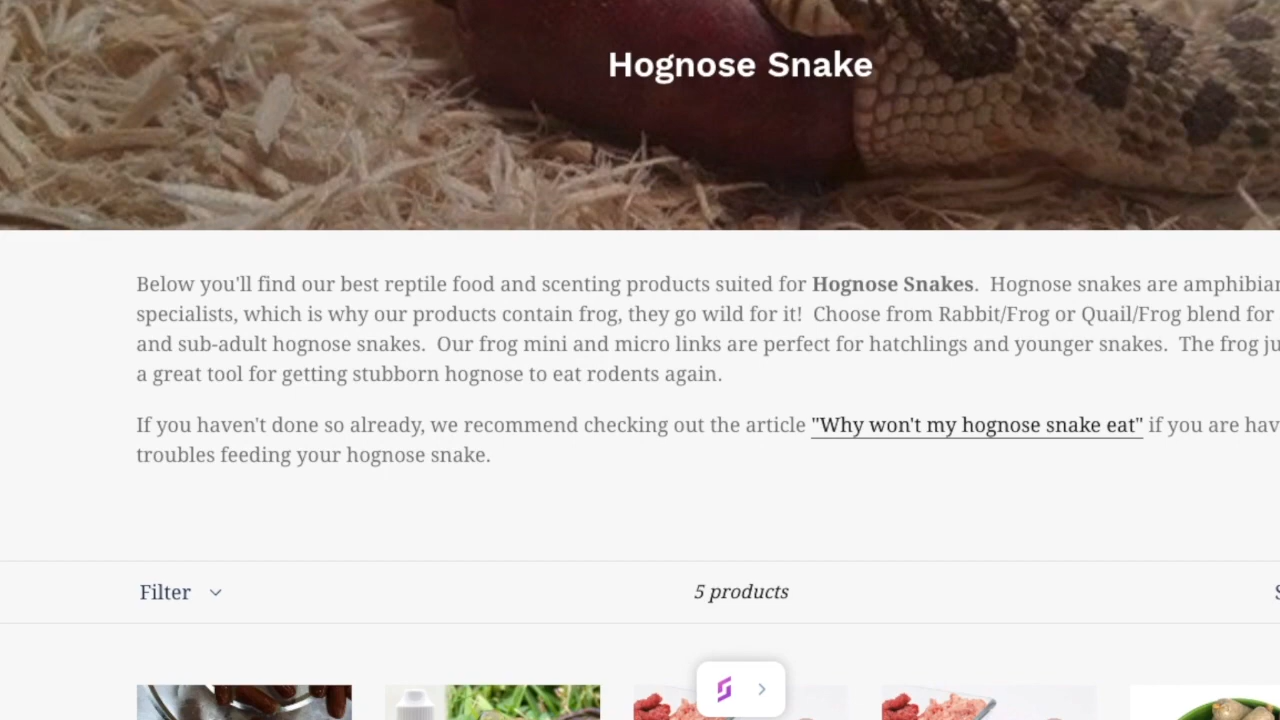 Hognose Snake
Below you'll find our best reptile food and scenting products suited for Hognose Snakes.  Hognose snakes are amphibian
specialists, which is why our products contain frog, they go wild for it!  Choose from Rabbit/Frog or Quail/Frog blend for
and sub-adult hognose snakes.  Our frog mini and micro links are perfect for hatchlings and younger snakes.  The frog ju
a great tool for getting stubborn hognose to eat rodents again.
If you haven't done so already, we recommend checking out the article "Why won't my hognose snake eat" if you are hav
troubles feeding your hognose snake.
Filter
5 products